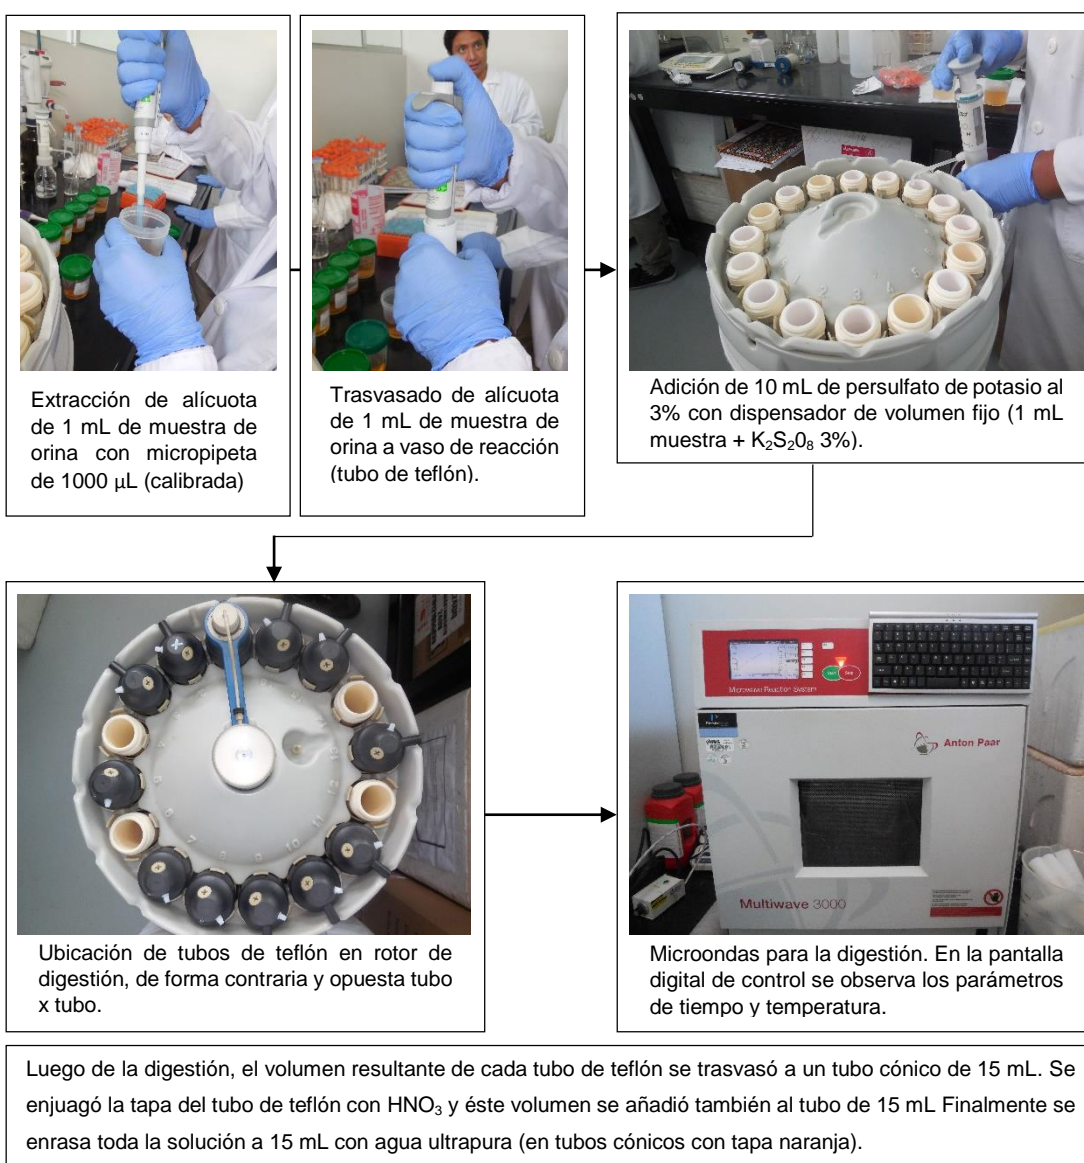 Extracción de alícuota
de 1 mL de muestra de
orina con micropipeta
de 1000 µL (calibrada)
Trasvasado de alícuota
de 1 mL de muestra de
orina a vaso de reacción
(tubo de teflón).
Adición de 10 mL de persulfato de potasio al
3% con dispensador de volumen fijo (1 mL
muestra + K₂S₂0₈ 3%).
Ubicación de tubos de teflón en rotor de
digestión, de forma contraria y opuesta tubo
x tubo.
Microwave Reaction System
Anton Paar
Multiwave 3000
Microondas para la digestión. En la pantalla
digital de control se observa los parámetros
de tiempo y temperatura.
Luego de la digestión, el volumen resultante de cada tubo de teflón se trasvasó a un tubo cónico de 15 mL. Se
enjuagó la tapa del tubo de teflón con HNO₃ y éste volumen se añadió también al tubo de 15 mL Finalmente se
enrasa toda la solución a 15 mL con agua ultrapura (en tubos cónicos con tapa naranja).